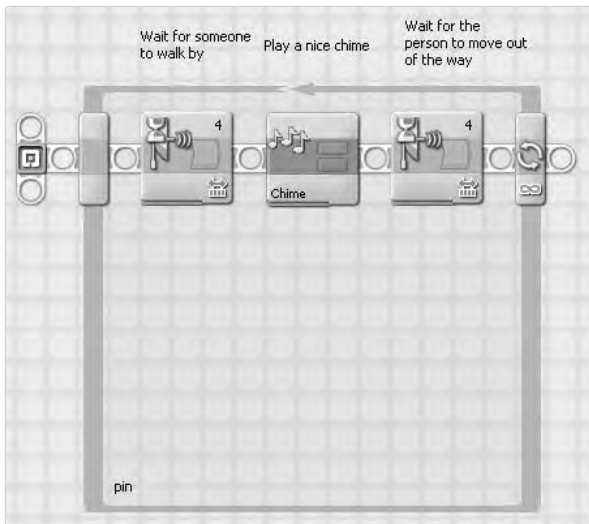 Wait for someone
to walk by
Play a nice chime
Wait for the
person to move out
of the way
4
4
Chime
pin